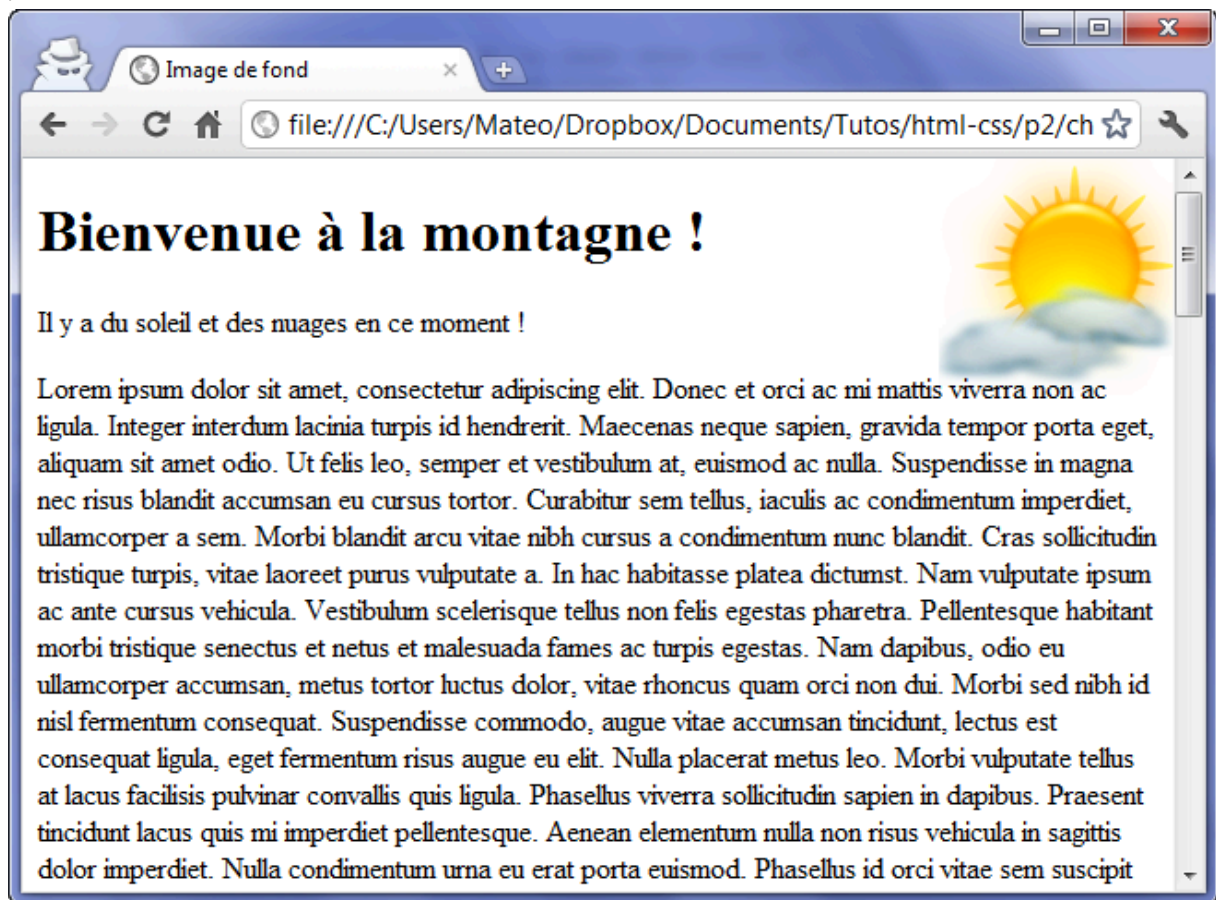 Image de fond
file:///C:/Users/Mateo/Dropbox/Documents/Tutos/html-css/p2/ch
Bienvenue à la montagne !
Il y a du soleil et des nuages en ce moment !
Lorem ipsum dolor sit amet, consectetur adipiscing elit. Donec et orci ac mi mattis viverra non ac
ligula. Integer interdum lacinia turpis id hendrerit. Maecenas neque sapien, gravida tempor porta eget,
aliquam sit amet odio. Ut felis leo, semper et vestibulum at, euismod ac nulla. Suspendisse in magna
nec risus blandit accumsan eu cursus tortor. Curabitur sem tellus, iaculis ac condimentum imperdiet,
ullamcorper a sem. Morbi blandit arcu vitae nibh cursus a condimentum nunc blandit. Cras sollicitudin
tristique turpis, vitae laoreet purus vulputate a. In hac habitasse platea dictumst. Nam vulputate ipsum
ac ante cursus vehicula. Vestibulum scelerisque tellus non felis egestas pharetra. Pellentesque habitant
morbi tristique senectus et netus et malesuada fames ac turpis egestas. Nam dapibus, odio eu
ullamcorper accumsan, metus tortor luctus dolor, vitae rhoncus quam orci non dui. Morbi sed nibh id
nisl fermentum consequat. Suspendisse commodo, augue vitae accumsan tincidunt, lectus est
consequat ligula, eget fermentum risus augue eu elit. Nulla placerat metus leo. Morbi vulputate tellus
at lacus facilisis pulvinar convallis quis ligula. Phasellus viverra sollicitudin sapien in dapibus. Praesent
tincidunt lacus quis mi imperdiet pellentesque. Aenean elementum nulla non risus vehicula in sagittis
dolor imperdiet. Nulla condimentum urna eu erat porta euismod. Phasellus id orci vitae sem suscipit